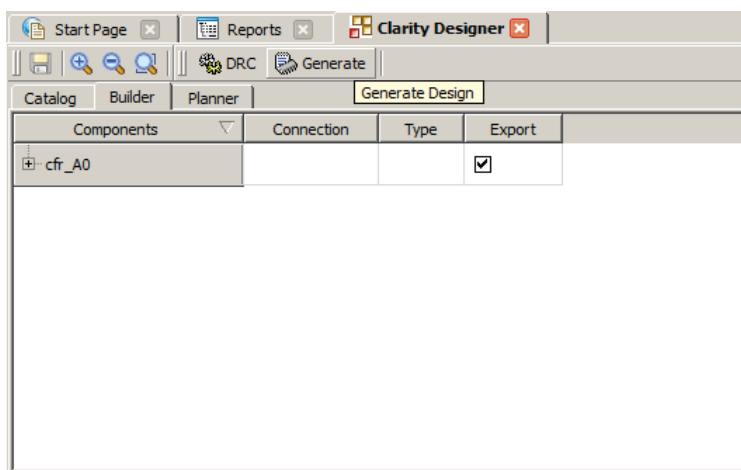 Start Page Reports Clarity Designer
DRC Generate
Catalog Builder Planner Generate Design
Components Connection Type Export
cfr_A0